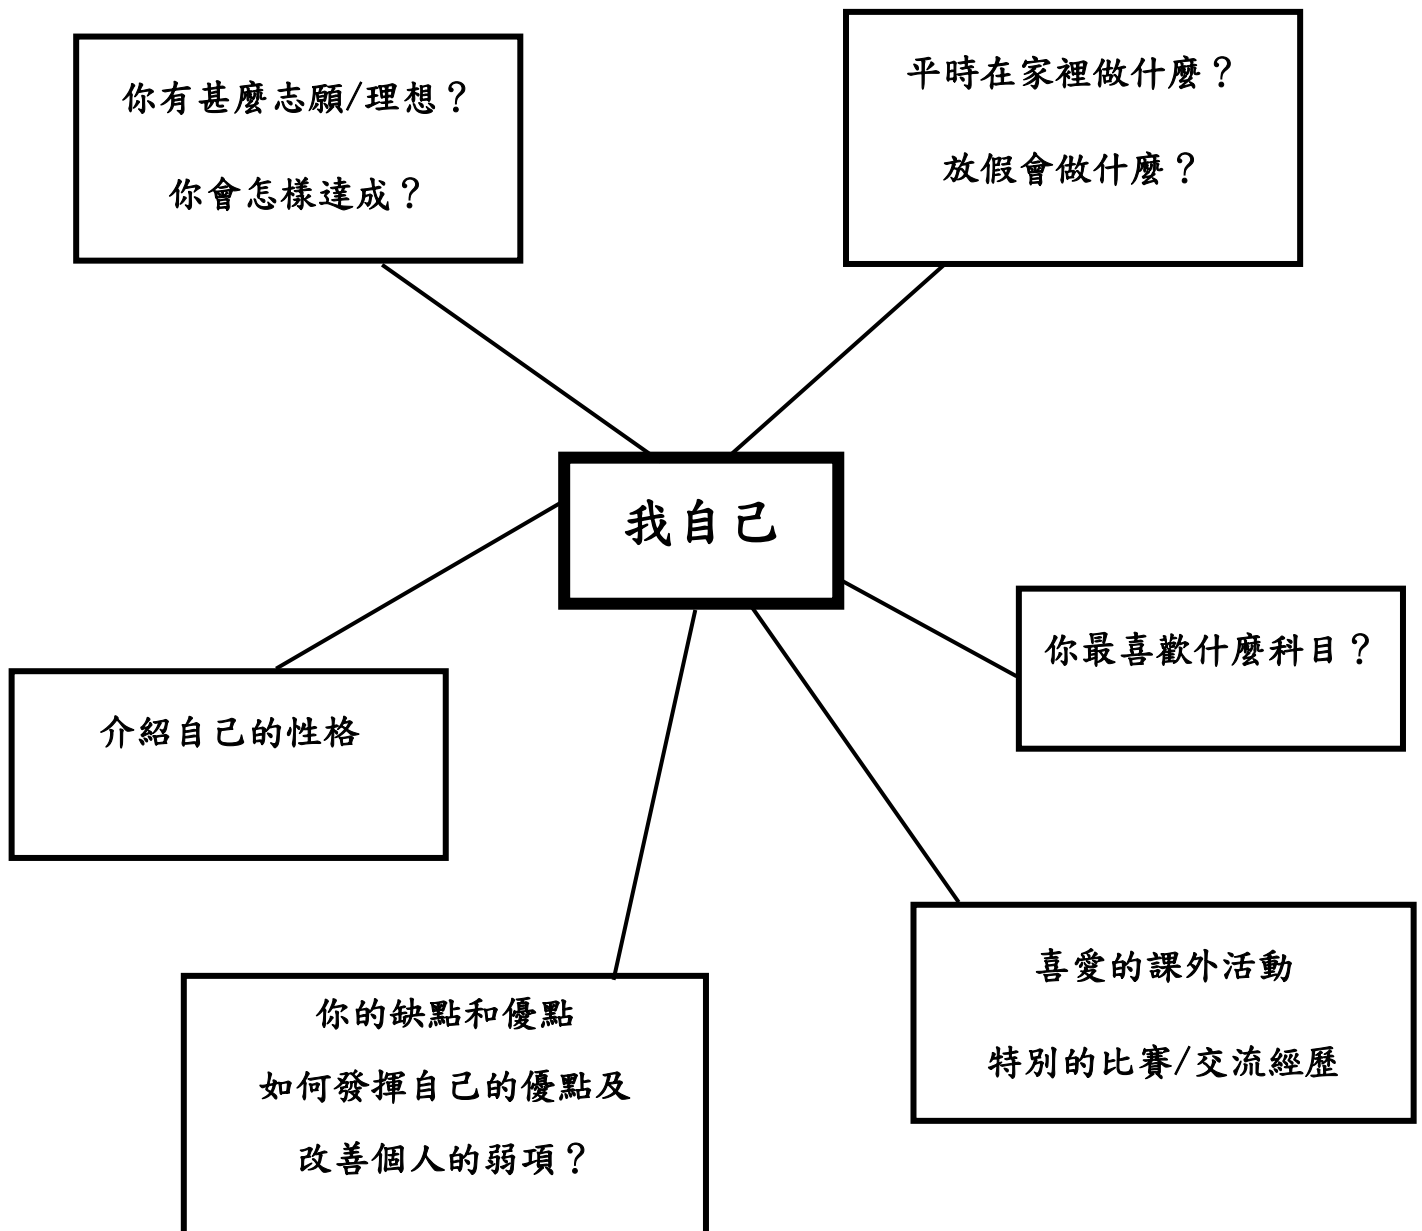 你有甚麼志願/理想？
你會怎樣達成？
平時在家裡做什麼？
放假會做什麼？
我自己
你最喜歡什麼科目？
介紹自己的性格
喜愛的課外活動
特別的比賽/交流經歷
你的缺點和優點
如何發揮自己的優點及
改善個人的弱項？